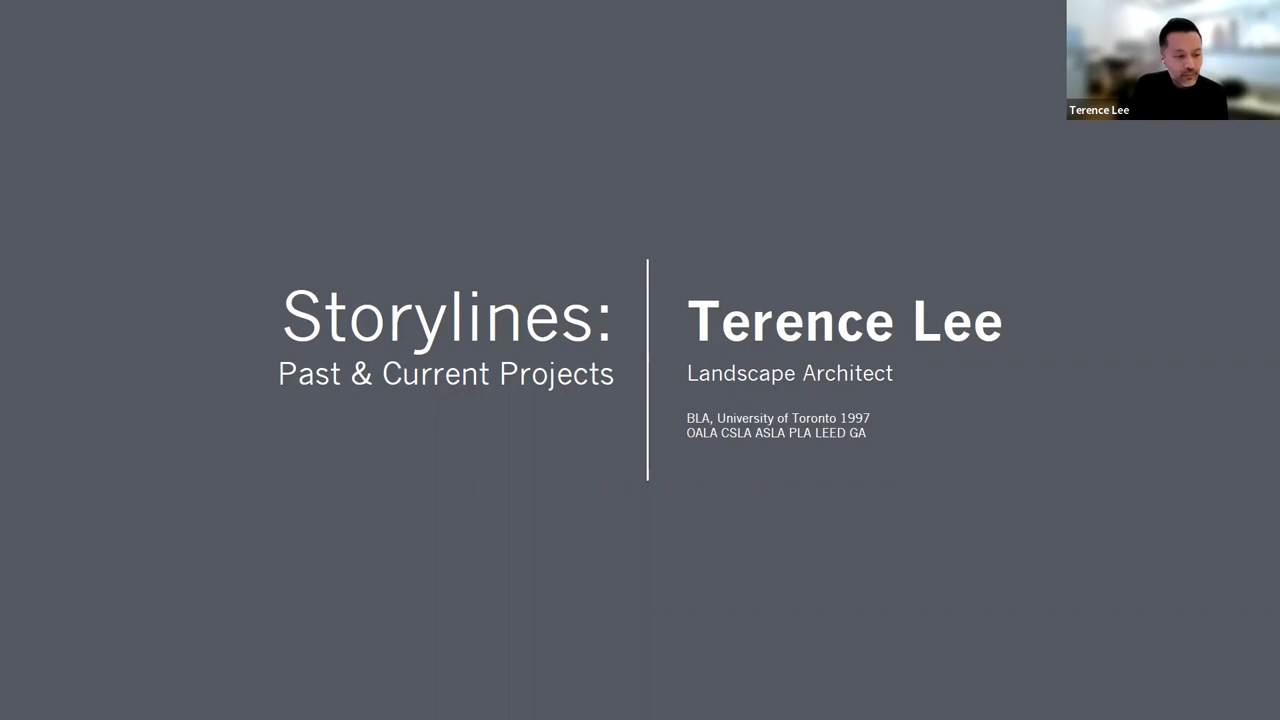 Storylines:
Past & Current Projects
Terence Lee
Landscape Architect
BLA, University of Toronto 1997
OALA CSLA ASLA PLA LEED GA
Terence Lee